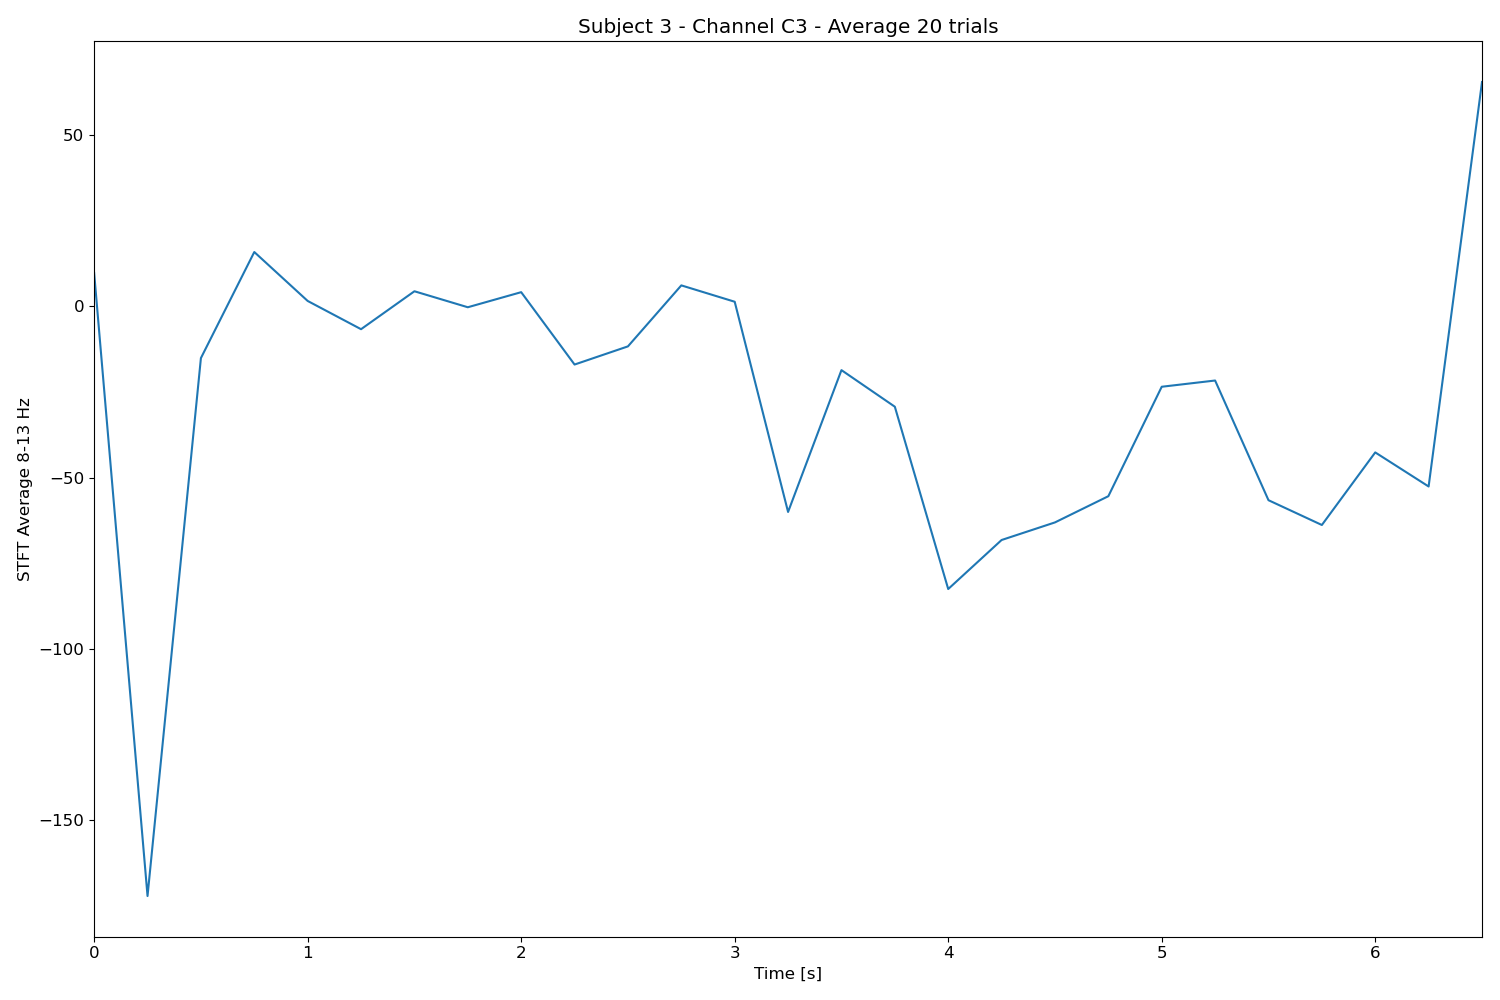 Subject 3 - Channel C3 - Average 20 trials
50
0
−50
−100
−150
STFT Average 8-13 Hz
0 1 2 3 4 5 6
Time [s]